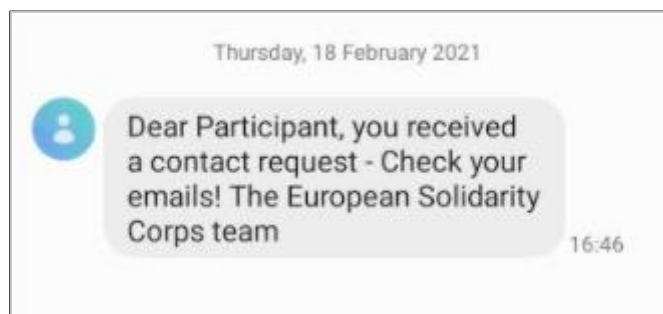 Thursday, 18 February 2021
Dear Participant, you received
a contact request - Check your
emails! The European Solidarity
Corps team
16:46